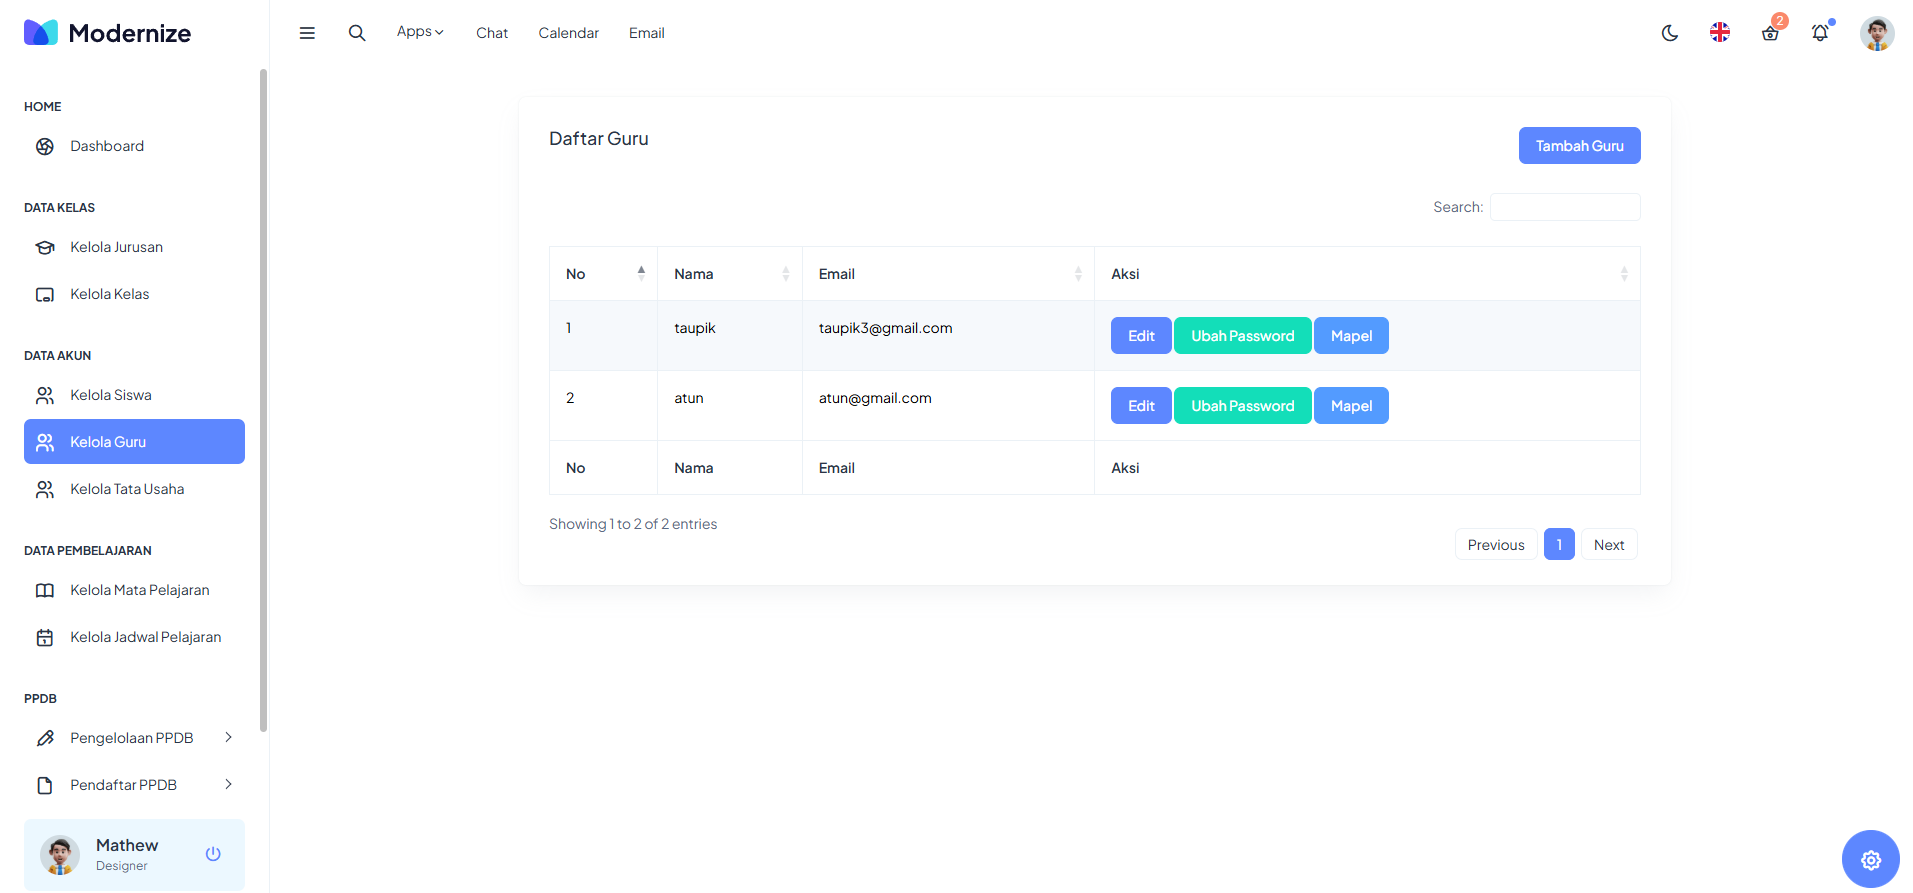 Modernize
Apps
Chat
Calendar
Email
2
HOME
Dashboard
DATA KELAS
Kelola Jurusan
Kelola Kelas
DATA AKUN
Kelola Siswa
Kelola Guru
Kelola Tata Usaha
DATA PEMBELAJARAN
Kelola Mata Pelajaran
Kelola Jadwal Pelajaran
PPDB
Pengelolaan PPDB
Pendaftar PPDB
Mathew
Designer
Daftar Guru
Tambah Guru
Search:
No Nama Email Aksi
1 taupik taupik3@gmail.com Edit Ubah Password Mapel
2 atun atun@gmail.com Edit Ubah Password Mapel
No Nama Email Aksi
Showing 1 to 2 of 2 entries
Previous 1 Next